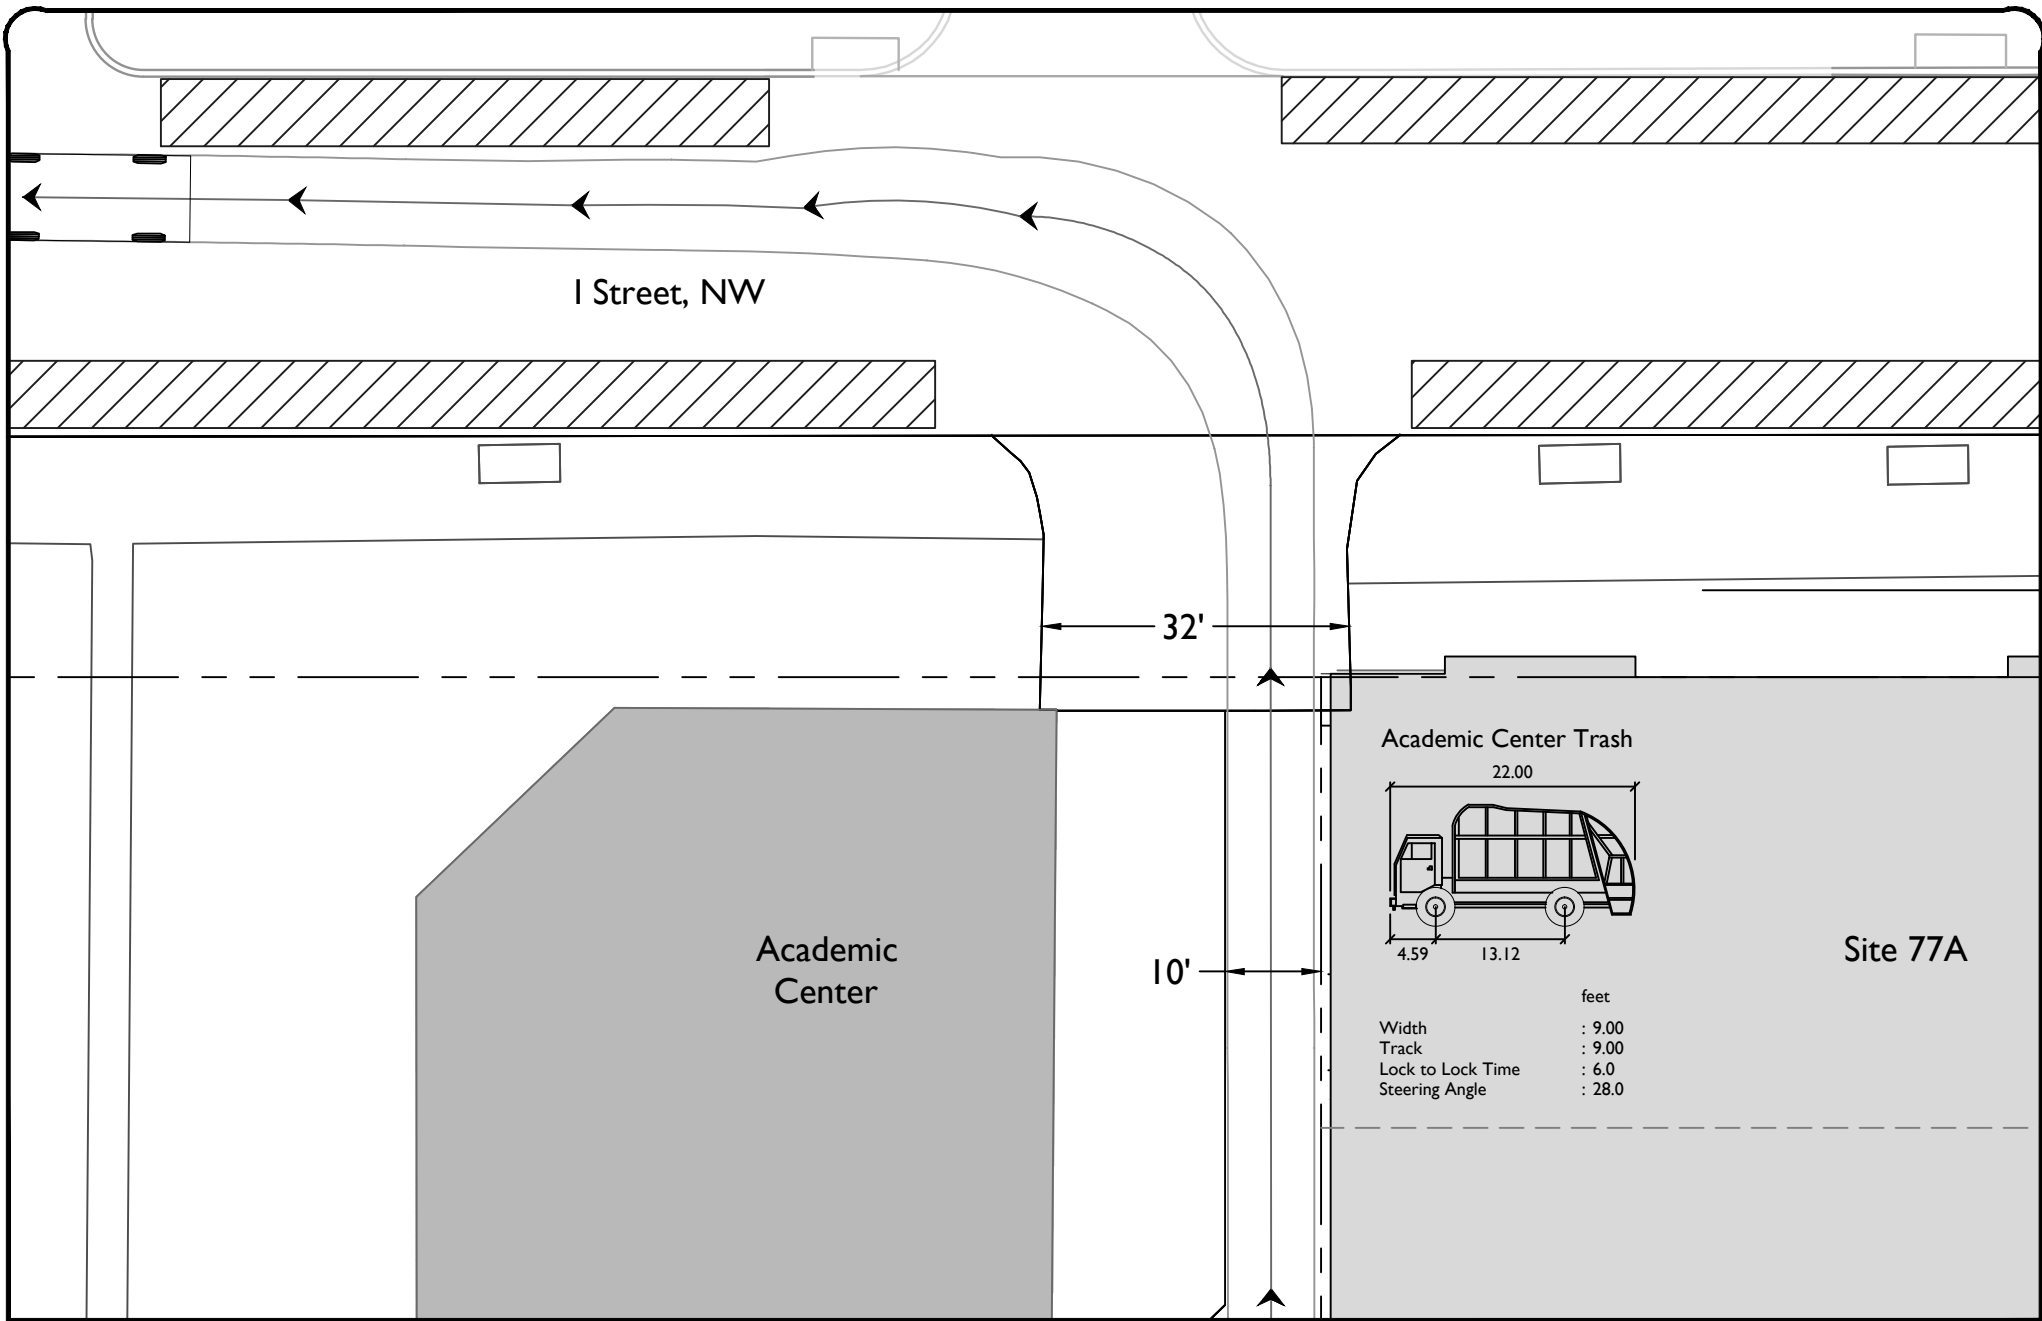 I Street, NW
32'
Academic Center Trash
22.00
4.59 13.12
10'
Academic
Center
Site 77A
feet
Width : 9.00
Track : 9.00
Lock to Lock Time : 6.0
Steering Angle : 28.0